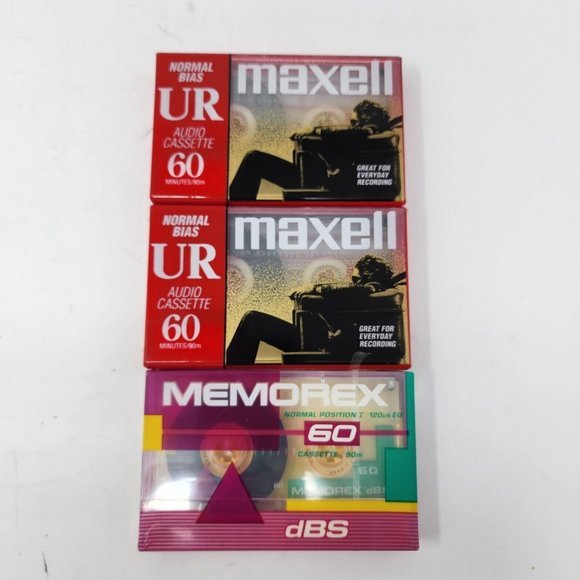 NORMAL
BIAS
UR
AUDIO
CASSETTE
60
MINUTES/90m
maxell
GREAT FOR
EVERYDAY
RECORDING
NORMAL
BIAS
UR
AUDIO
CASSETTE
60
MINUTES/90m
maxell
GREAT FOR
EVERYDAY
RECORDING
MEMOREX®
NORMAL POSITION I 120µs EQ
60
CASSETTE 90m
60
MEMOREX dBS
dBS